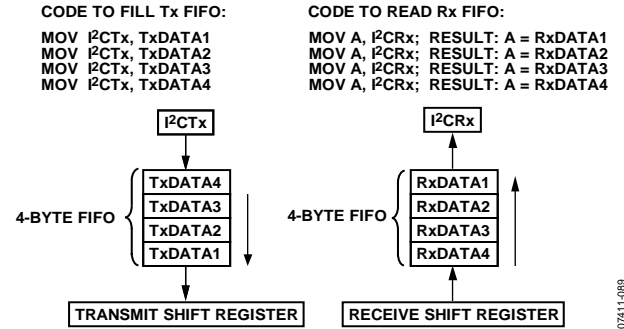 CODE TO FILL Tx FIFO:
MOV I²CTx, TxDATA1
MOV I²CTx, TxDATA2
MOV I²CTx, TxDATA3
MOV I²CTx, TxDATA4
I²CTx
4-BYTE FIFO
TxDATA4
TxDATA3
TxDATA2
TxDATA1
TRANSMIT SHIFT REGISTER
CODE TO READ Rx FIFO:
MOV A, I²CRx; RESULT: A = RxDATA1
MOV A, I²CRx; RESULT: A = RxDATA2
MOV A, I²CRx; RESULT: A = RxDATA3
MOV A, I²CRx; RESULT: A = RxDATA4
I²CRx
4-BYTE FIFO
RxDATA1
RxDATA2
RxDATA3
RxDATA4
RECEIVE SHIFT REGISTER
07411-089